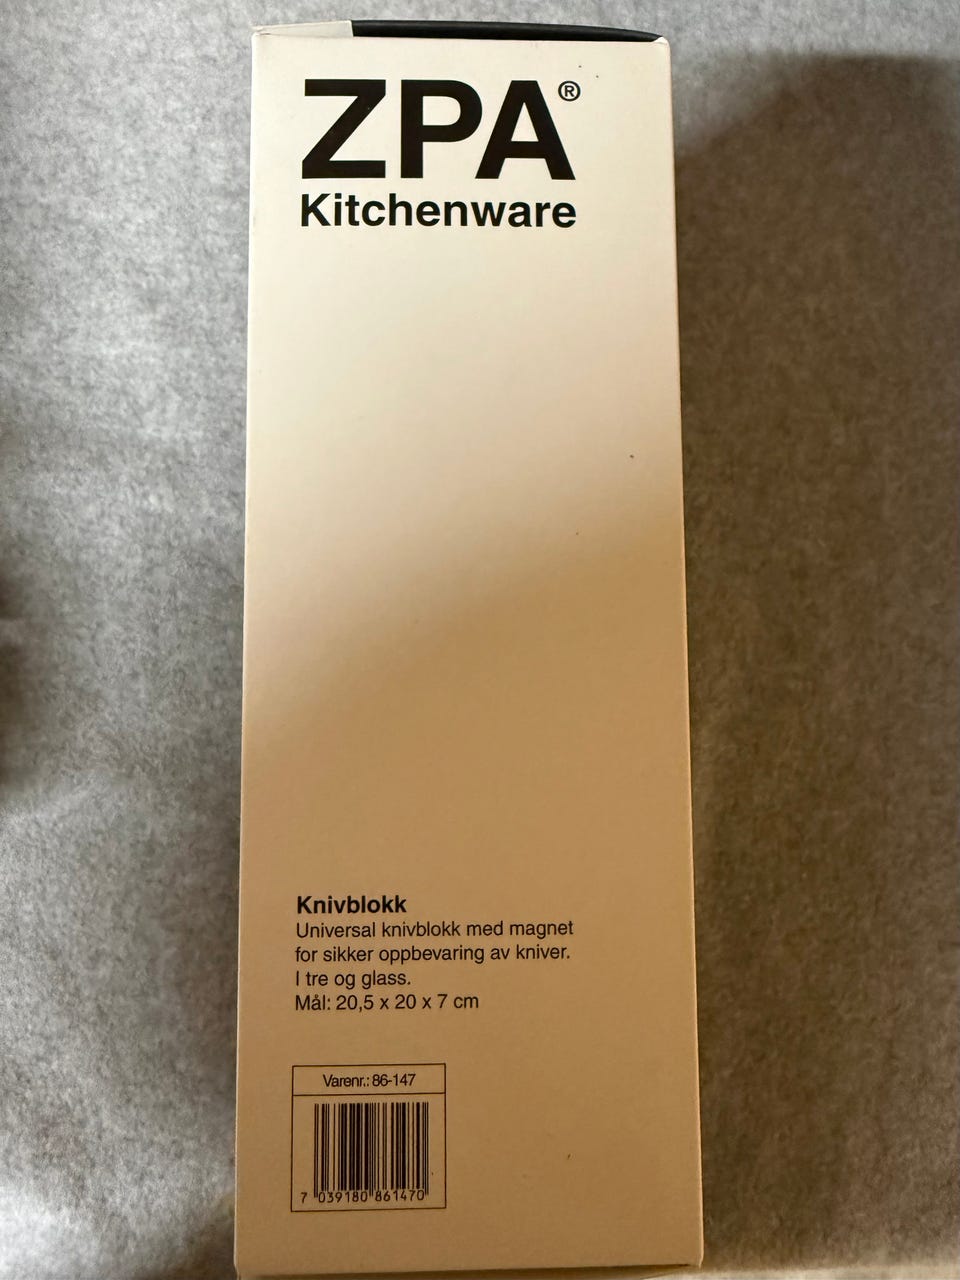 ZPA®
Kitchenware
Knivblokk
Universal knivblokk med magnet
for sikker oppbevaring av kniver.
I tre og glass.
Mål: 20,5 x 20 x 7 cm
Varenr.: 86-147
7 039180 861470